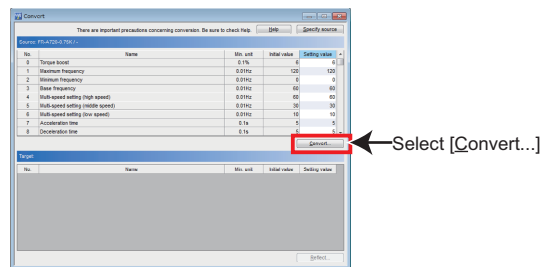 Convert
There are important precautions concerning conversion. Be sure to check Help. Help Specify source
Source: FR-A720-0.75K / -
No. Name Min. unit Initial value Setting value
0 Torque boost 0.1% 6 6
1 Maximum frequency 0.01Hz 120 120
2 Minimum frequency 0.01Hz 0 0
3 Base frequency 0.01Hz 60 60
4 Multi-speed setting (high speed) 0.01Hz 60 60
5 Multi-speed setting (middle speed) 0.01Hz 30 30
6 Multi-speed setting (low speed) 0.01Hz 10 10
7 Acceleration time 0.1s 5 5
8 Deceleration time 0.1s 5 5
Convert...
Select [Convert...]
Target:
No. Name Min. unit Initial value Setting value
Reflect...